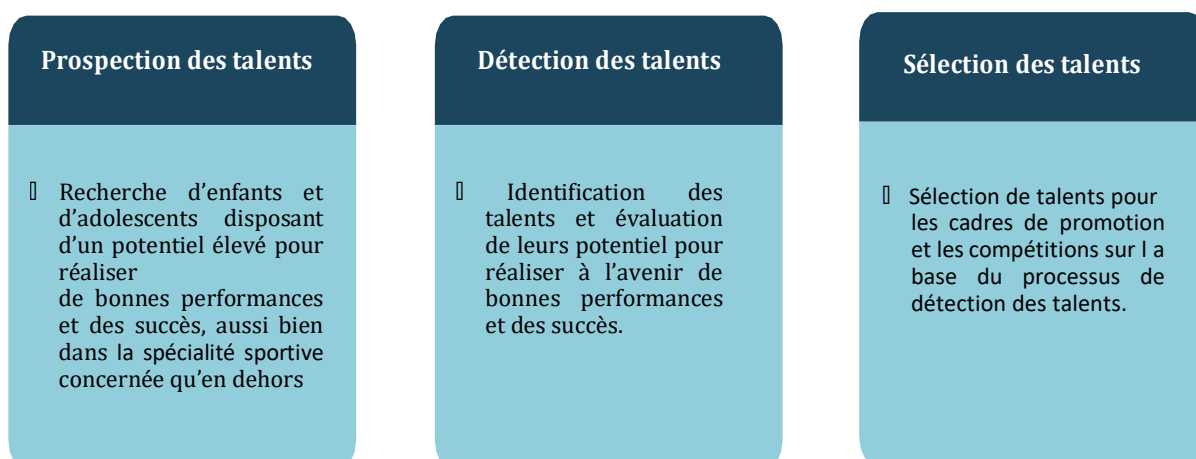 Prospection des talents
▯ Recherche d’enfants et
d’adolescents disposant
d’un potentiel élevé pour
réaliser
de bonnes performances
et des succès, aussi bien
dans la spécialité sportive
concernée qu’en dehors
Détection des talents
▯ Identification des
talents et évaluation
de leurs potentiel pour
réaliser à l’avenir de
bonnes performances
et des succès.
Sélection des talents
▯ Sélection de talents pour
les cadres de promotion
et les compétitions sur l a
base du processus de
détection des talents.